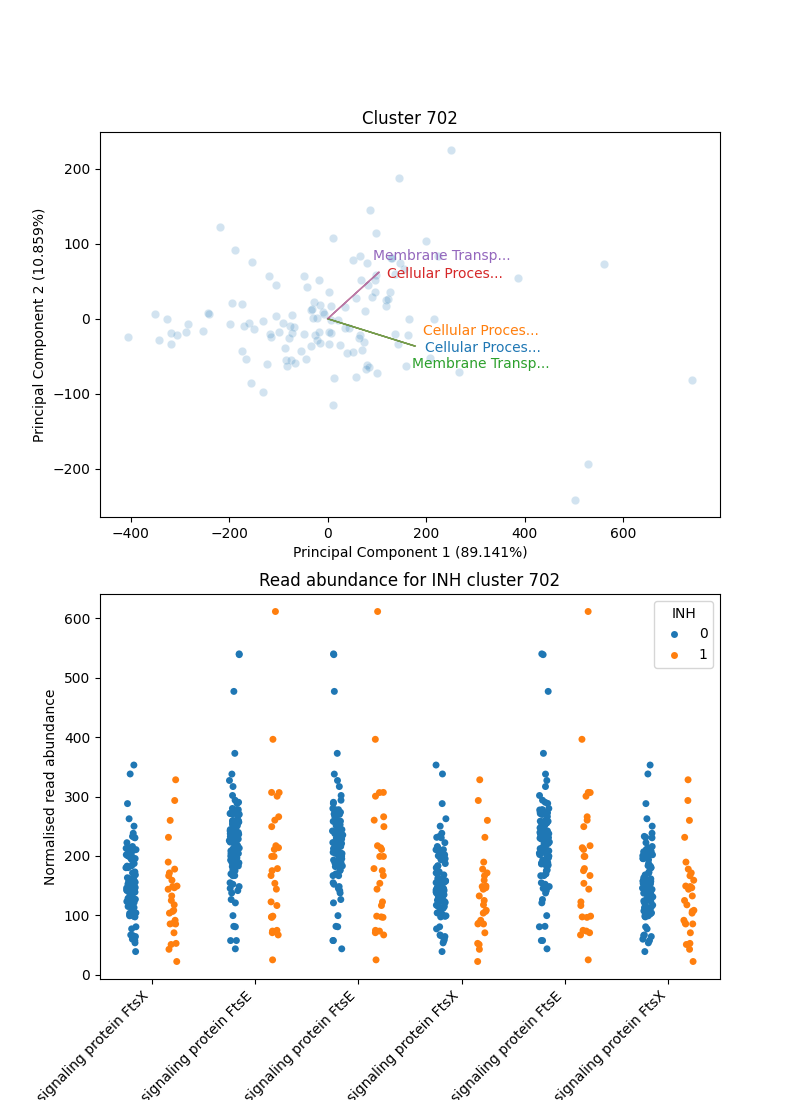 Cluster 702
200
100
0
−100
−200
Principal Component 2 (10.859%)
Membrane Transp...
Cellular Proces...
Cellular Proces...
Cellular Proces...
Membrane Transp...
−400 −200 0 200 400 600
Principal Component 1 (89.141%)
Read abundance for INH cluster 702
600
500
400
300
200
100
0
Normalised read abundance
INH
0
1
signaling protein FtsX
signaling protein FtsE
signaling protein FtsE
signaling protein FtsX
signaling protein FtsE
signaling protein FtsX